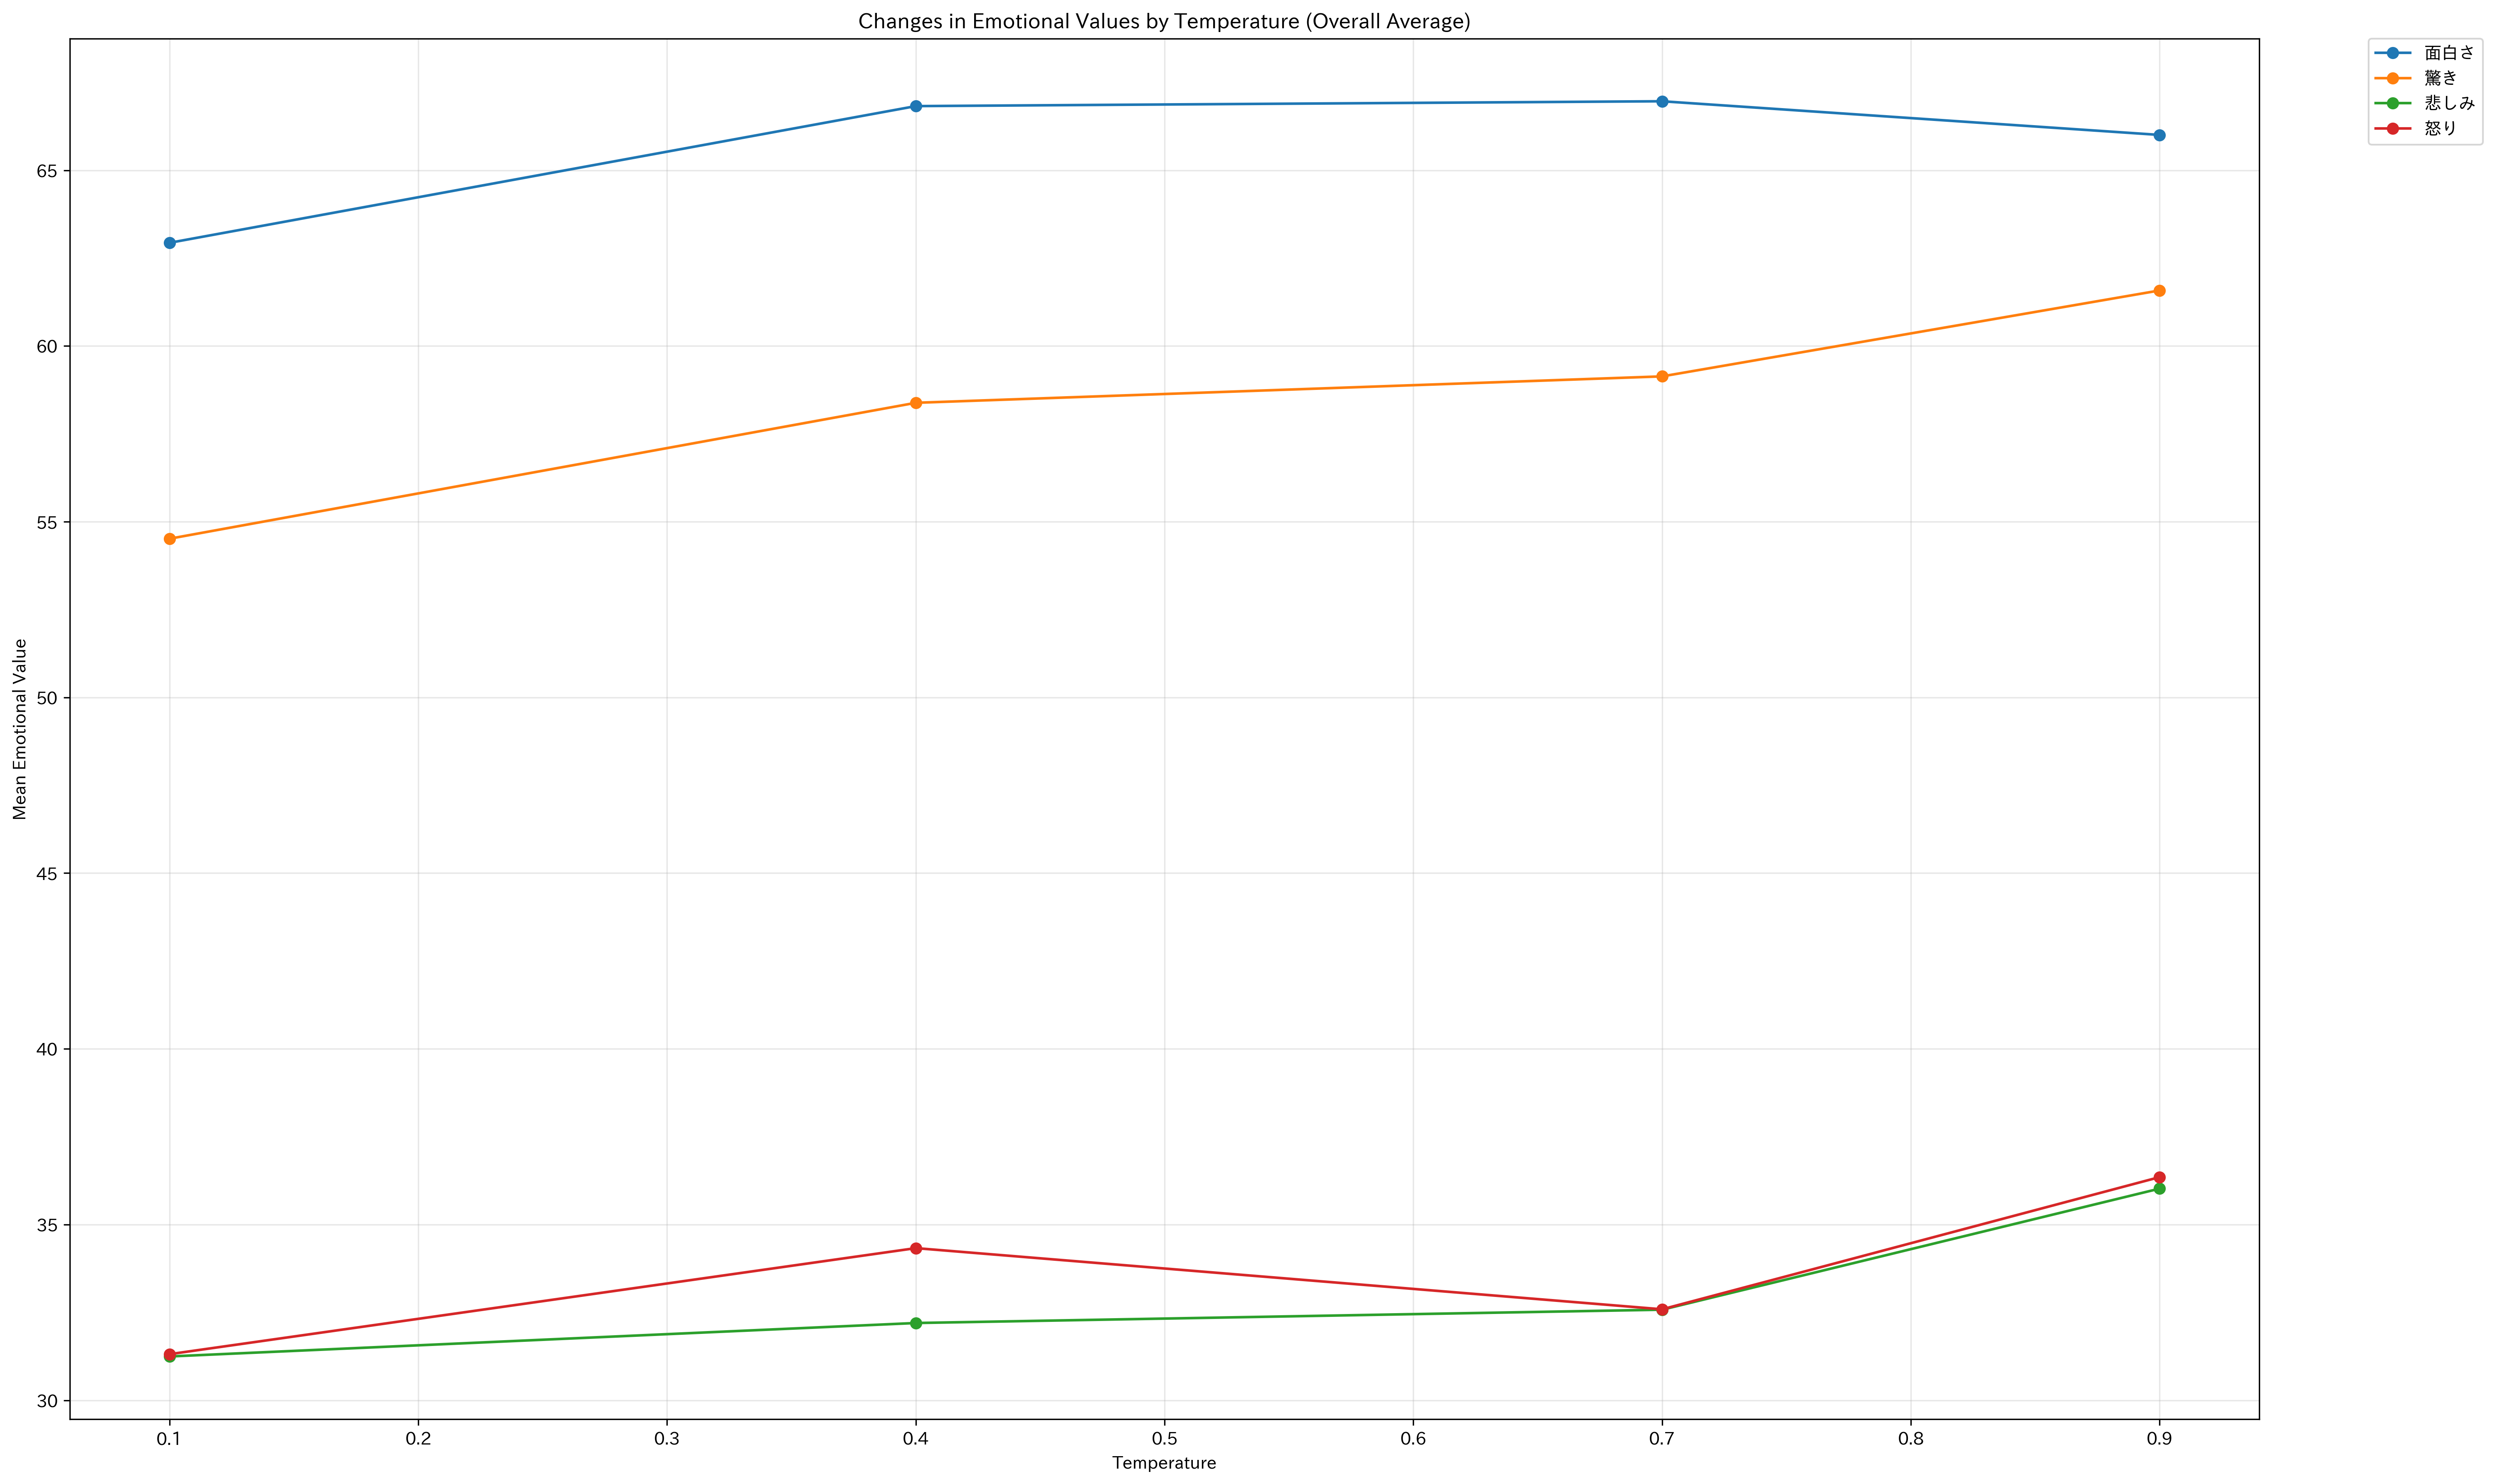 Changes in Emotional Values by Temperature (Overall Average)
面白さ
驚き
悲しみ
怒り
65
60
55
50
45
40
35
30
Mean Emotional Value
0.1 0.2 0.3 0.4 0.5 0.6 0.7 0.8 0.9
Temperature